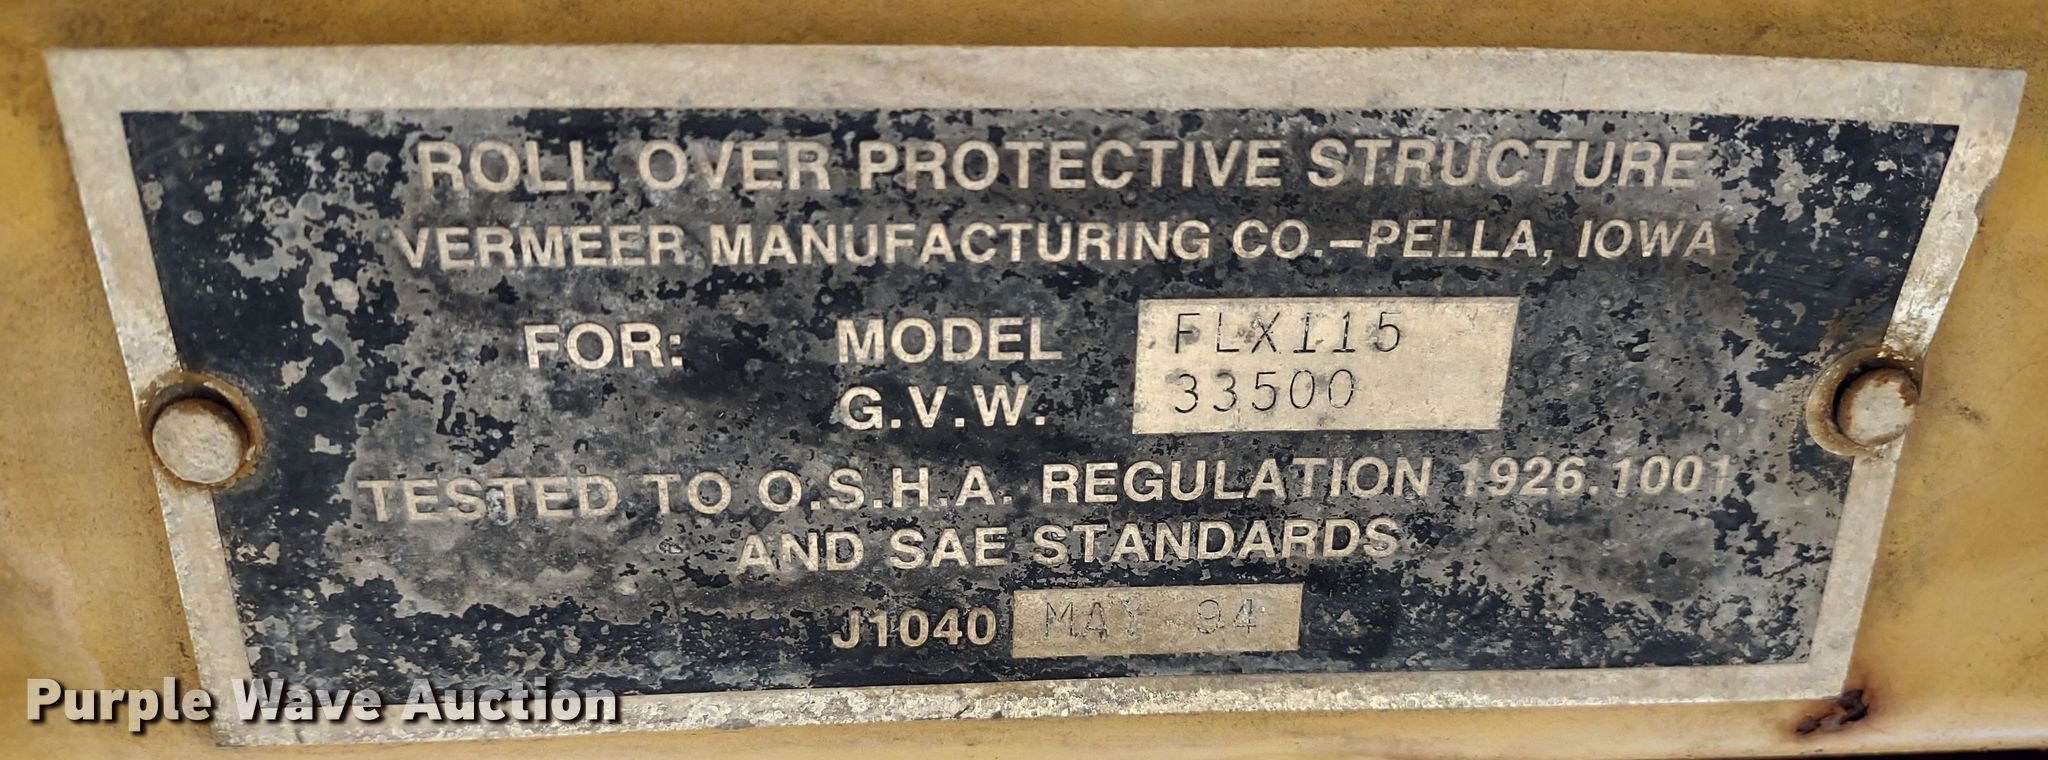 ROLL OVER PROTECTIVE STRUCTURE
VERMEER MANUFACTURING CO.–PELLA, IOWA
FOR: MODEL FLX115
G.V.W. 33500
TESTED TO O.S.H.A. REGULATION 1926.1001
AND SAE STANDARDS
J1040 MAY 94
Purple Wave Auction